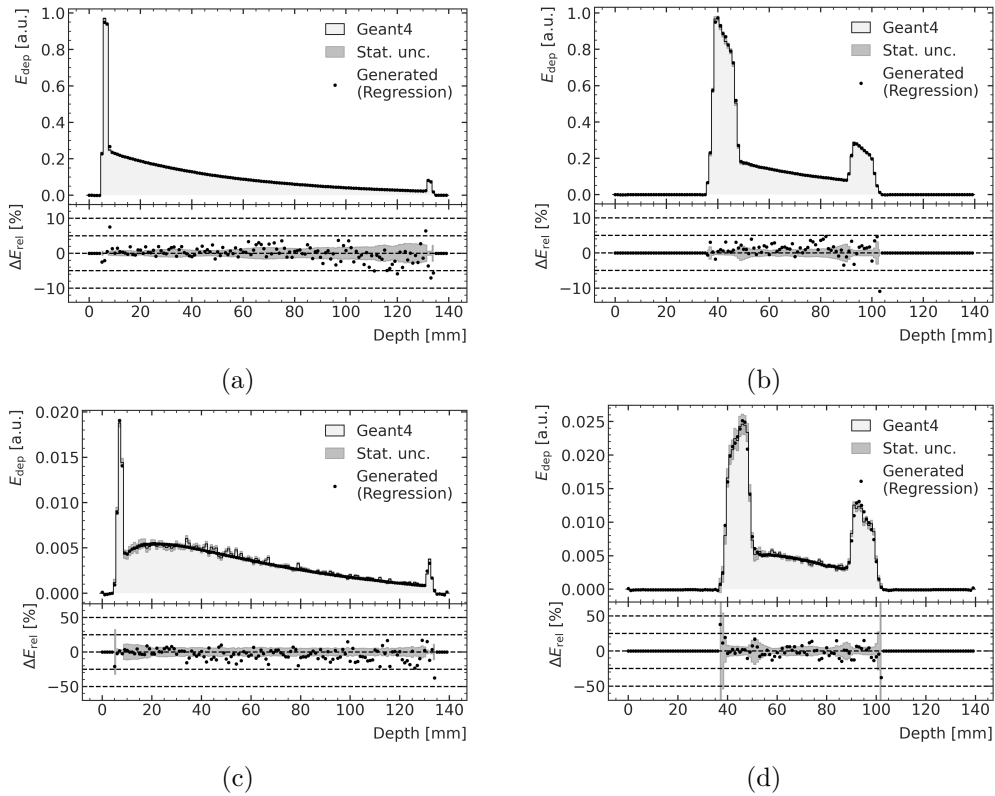 E_dep [a.u.]
1.0
0.8
0.6
0.4
0.2
0.0
Geant4
Stat. unc.
Generated
(Regression)
ΔE_rel [%]
10
0
−10
0 20 40 60 80 100 120 140
Depth [mm]
(a)
E_dep [a.u.]
1.0
0.8
0.6
0.4
0.2
0.0
Geant4
Stat. unc.
Generated
(Regression)
ΔE_rel [%]
10
0
−10
0 20 40 60 80 100 120 140
Depth [mm]
(b)
E_dep [a.u.]
0.020
0.015
0.010
0.005
0.000
Geant4
Stat. unc.
Generated
(Regression)
ΔE_rel [%]
50
0
−50
0 20 40 60 80 100 120 140
Depth [mm]
(c)
E_dep [a.u.]
0.025
0.020
0.015
0.010
0.005
0.000
Geant4
Stat. unc.
Generated
(Regression)
ΔE_rel [%]
50
0
−50
0 20 40 60 80 100 120 140
Depth [mm]
(d)